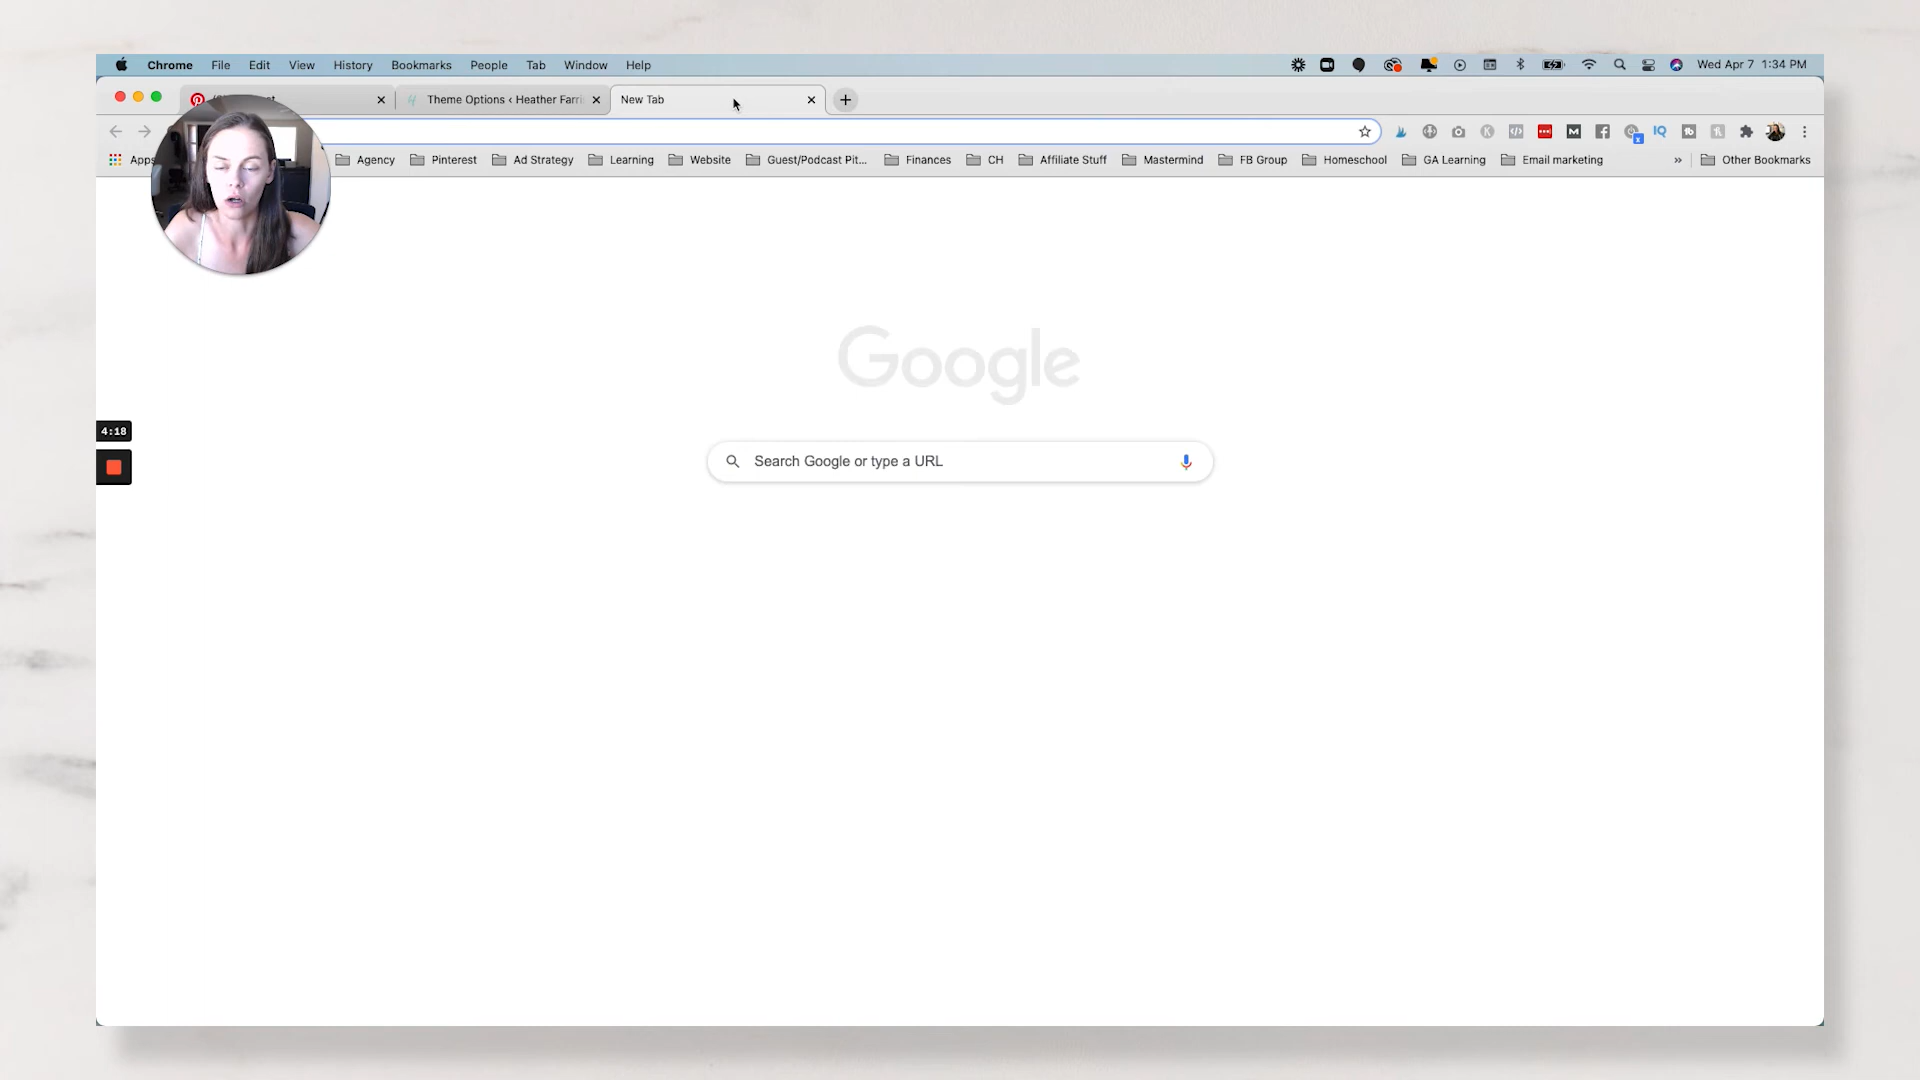 Chrome File Edit View History Bookmarks People Tab Window Help Wed Apr 7 1:34 PM
Theme Options ‹ Heather Farri New Tab
Apps Agency Pinterest Ad Strategy Learning Website Guest/Podcast Pit... Finances CH Affiliate Stuff Mastermind FB Group Homeschool GA Learning Email marketing » Other Bookmarks
Google
4:18
Search Google or type a URL